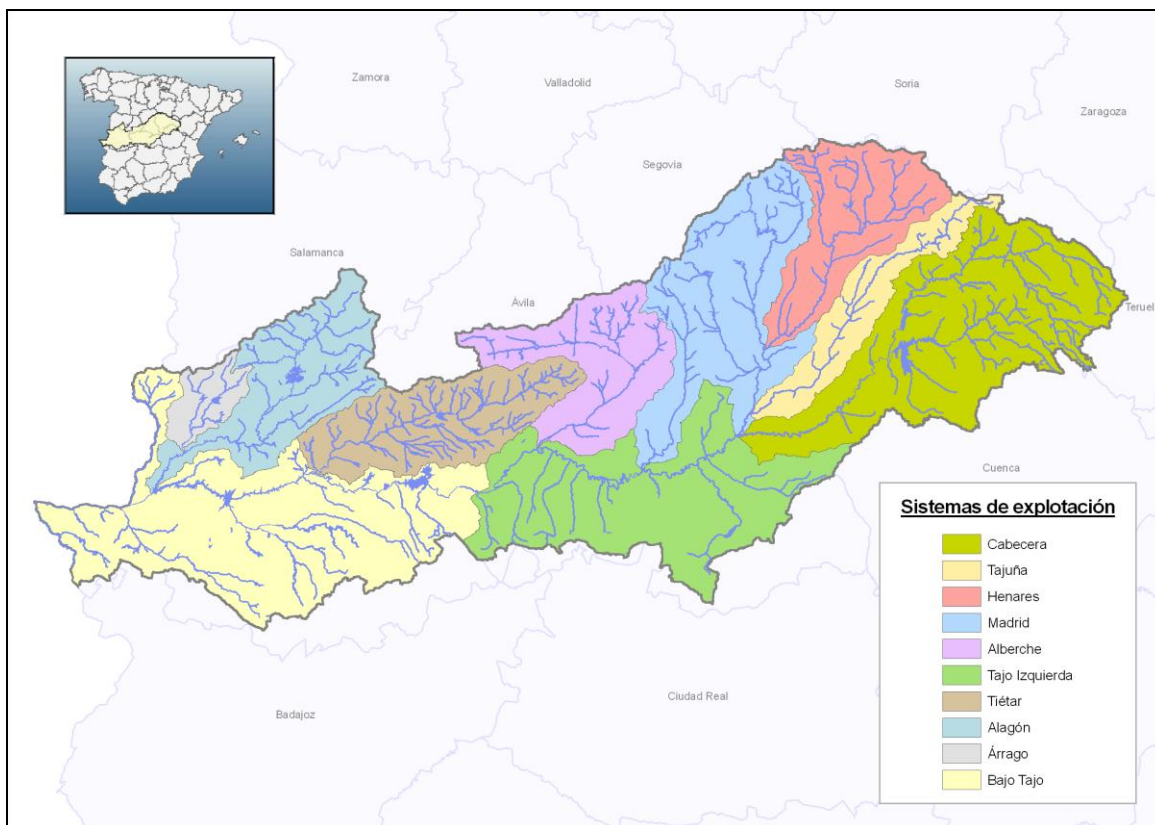 Zamora
Valladolid
Soria
Zaragoza
Segovia
Salamanca
Ávila
Teruel
Cuenca
Sistemas de explotación
Cabecera
Tajuña
Henares
Madrid
Alberche
Tajo Izquierda
Tiétar
Alagón
Árrago
Bajo Tajo
Ciudad Real
Badajoz